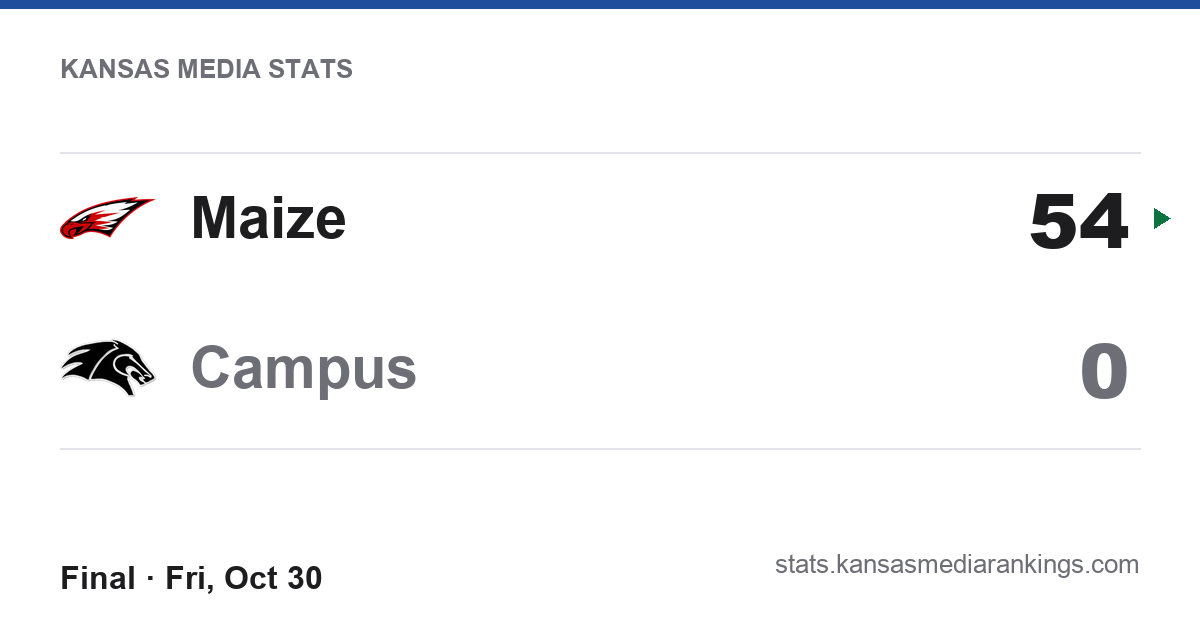 KANSAS MEDIA STATS
Maize 54
Campus 0
Final · Fri, Oct 30
stats.kansasmediarankings.com